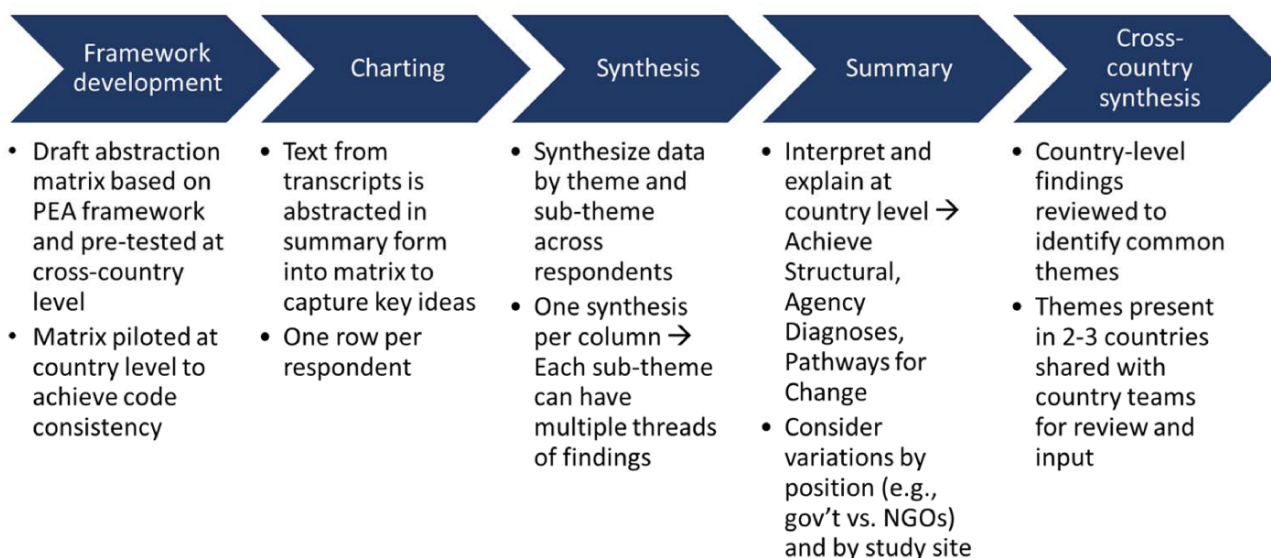 Framework
development
Charting
Synthesis
Summary
Cross-
country
synthesis
• Draft abstraction
matrix based on
PEA framework
and pre-tested at
cross-country
level
• Matrix piloted at
country level to
achieve code
consistency
• Text from
transcripts is
abstracted in
summary form
into matrix to
capture key ideas
• One row per
respondent
• Synthesize data
by theme and
sub-theme
across
respondents
• One synthesis
per column →
Each sub-theme
can have
multiple threads
of findings
• Interpret and
explain at
country level →
Achieve
Structural,
Agency
Diagnoses,
Pathways for
Change
• Consider
variations by
position (e.g.,
gov’t vs. NGOs)
and by study site
• Country-level
findings
reviewed to
identify common
themes
• Themes present
in 2-3 countries
shared with
country teams
for review and
input